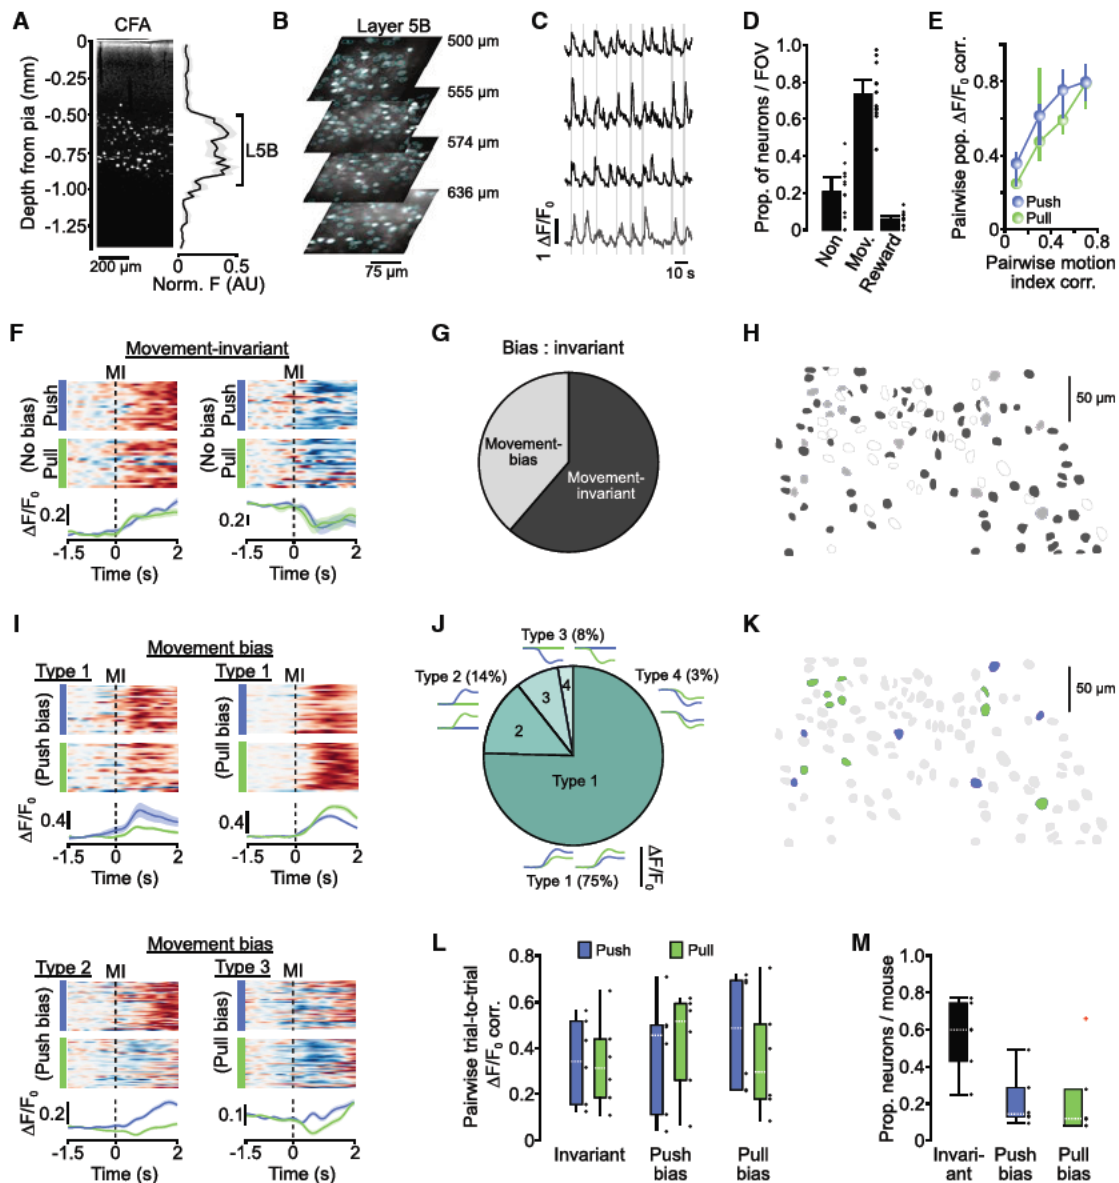 A
CFA
0
-0.25
-0.50
-0.75
-1.00
-1.25
Depth from pia (mm)
L5B
200 µm
0
0.5
Norm. F (AU)
B
Layer 5B
500 µm
555 µm
574 µm
636 µm
75 µm
C
1 ΔF/F0
10 s
D
Prop. of neurons / FOV
1.0
0.8
0.6
0.4
0.2
0
Non
Mov.
Reward
E
Pairwise pop. ΔF/F0 corr.
0.8
0.4
0
Push
Pull
0
0.4
0.8
Pairwise motion
index corr.
F
Movement-invariant
MI
MI
(No bias)
Push
Pull
(No bias)
Push
Pull
ΔF/F0
0.2
0.2
-1.5
0
2
-1.5
0
2
Time (s)
Time (s)
G
Bias : invariant
Movement-
bias
Movement-
invariant
H
50 µm
I
Movement bias
Type 1
MI
Type 1
MI
(Push bias)
(Pull bias)
ΔF/F0
0.4
0.4
-1.5
0
2
-1.5
0
2
Time (s)
Time (s)
J
Type 3 (8%)
Type 2 (14%)
Type 4 (3%)
3
4
2
Type 1
Type 1 (75%)
ΔF/F0
K
50 µm
Movement bias
Type 2
MI
Type 3
MI
(Push bias)
(Pull bias)
ΔF/F0
0.2
0.1
-1.5
0
2
-1.5
0
2
Time (s)
Time (s)
L
Push
Pull
Pairwise trial-to-trial
ΔF/F0 corr.
0.8
0.6
0.4
0.2
0
Invariant
Push
bias
Pull
bias
M
Prop. neurons / mouse
1.0
0.8
0.6
0.4
0.2
0
Invari-
ant
Push
bias
Pull
bias